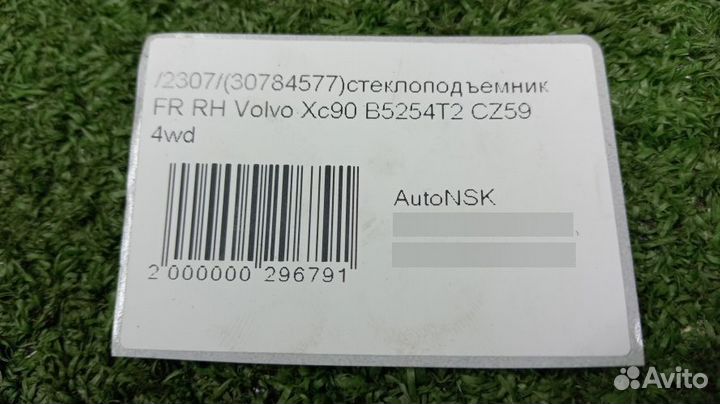 /2307/(30784577)стеклоподъемник
FR RH Volvo Xc90 B5254T2 CZ59
4wd
AutoNSK
2 000000 296791
Avito